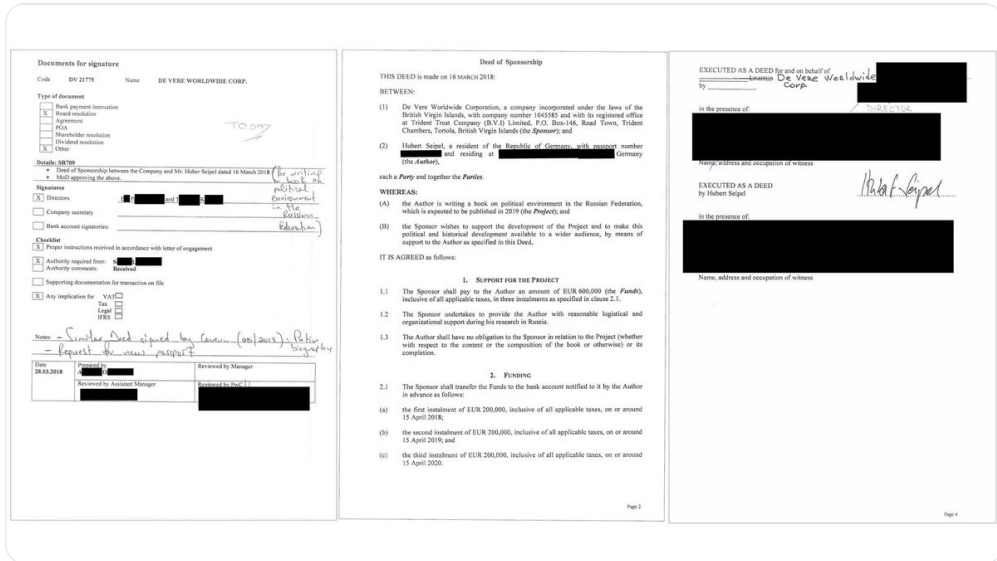 Documents for signature
Code DV 21775 Name DE VERE WORLDWIDE CORP.
Type of document
Bank payment instruction
X Board resolution
Agreement
POA
Shareholder resolution
Dividend resolution
X Other
TODAY
Details: SR709
• Deed of Sponsorship between the Company and Mr. Huber Seipel dated 16 March 2018
• MoD approving the above.
(for writing
a book on
political
environment
in the
Russian
Federation)
Signatures
X Directors and T K
Company secretary
Bank account signatories:
Checklist
X Proper instructions received in accordance with letter of engagement
X Authority required from: S
Authority comments: Received
Supporting documentation for transaction on file
X Any implication for VAT
Tax
Legal
IFRS
Notes: - Similar Deed signed by (08/2013): Putin
biography
- Request for new passport
Date Prepared by Reviewed by Manager
28.03.2018 A O
Reviewed by Assistant Manager Reviewed by PwC
Deed of Sponsorship
THIS DEED is made on 16 MARCH 2018:
BETWEEN:
(1) De Vere Worldwide Corporation, a company incorporated under the laws of the
British Virgin Islands, with company number 1045585 and with its registered office
at Trident Trust Company (B.V.I) Limited, P.O. Box-146, Road Town, Trident
Chambers, Tortola, British Virgin Islands (the Sponsor); and
(2) Hubert Seipel, a resident of the Republic of Germany, with passport number
and residing at Germany
(the Author),
each a Party and together the Parties.
WHEREAS:
(A) the Author is writing a book on political environment in the Russian Federation,
which is expected to be published in 2019 (the Project); and
(B) the Sponsor wishes to support the development of the Project and to make this
political and historical development available to a wider audience, by means of
support to the Author as specified in this Deed,
IT IS AGREED as follows:
1. SUPPORT FOR THE PROJECT
1.1 The Sponsor shall pay to the Author an amount of EUR 600,000 (the Funds),
inclusive of all applicable taxes, in three instalments as specified in clause 2.1.
1.2 The Sponsor undertakes to provide the Author with reasonable logistical and
organizational support during his research in Russia.
1.3 The Author shall have no obligation to the Sponsor in relation to the Project (whether
with respect to the content or the composition of the book or otherwise) or its
completion.
2. FUNDING
2.1 The Sponsor shall transfer the Funds to the bank account notified to it by the Author
in advance as follows:
(a) the first instalment of EUR 200,000, inclusive of all applicable taxes, on or around
15 April 2018;
(b) the second instalment of EUR 200,000, inclusive of all applicable taxes, on or around
15 April 2019; and
(c) the third instalment of EUR 200,000, inclusive of all applicable taxes, on or around
15 April 2020.
Page 2
EXECUTED AS A DEED for and on behalf of
De Vere Worldwide
by Corp
in the presence of: DIRECTOR
Name, address and occupation of witness
EXECUTED AS A DEED
by Hubert Seipel
Hubert Seipel
in the presence of:
Name, address and occupation of witness
Page 4